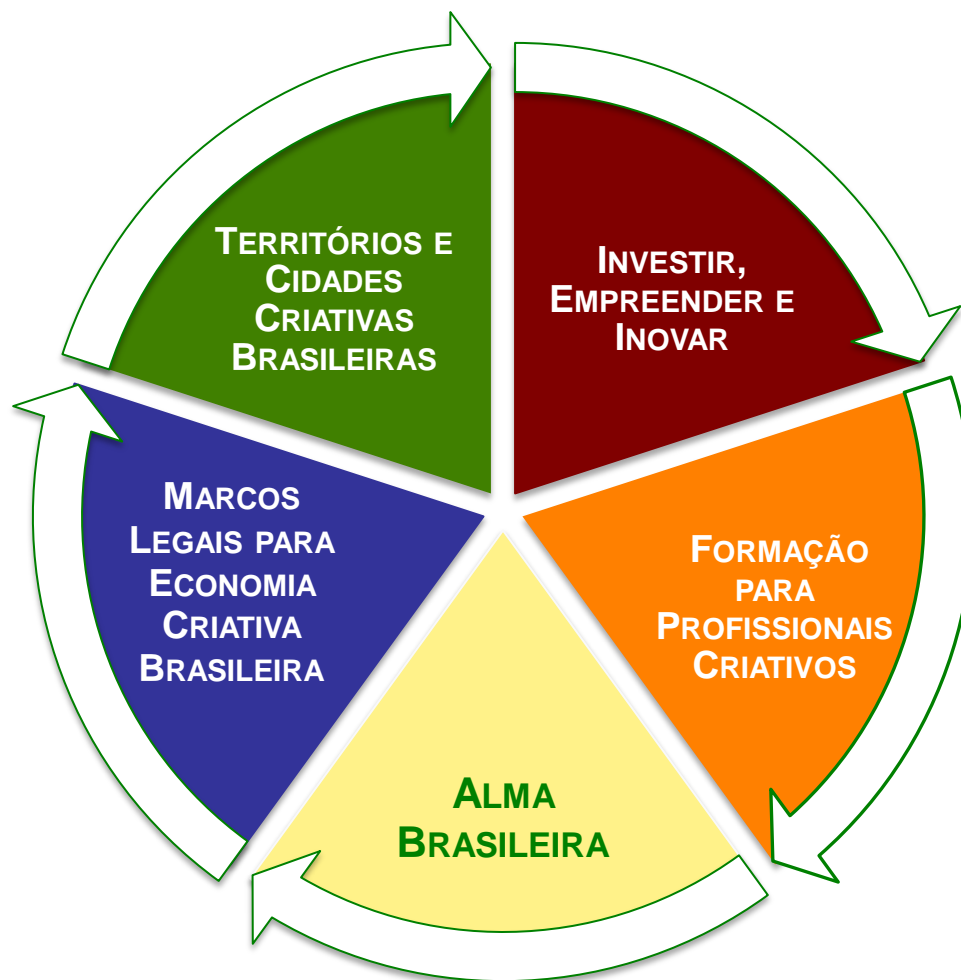 TERRITÓRIOS E
CIDADES
CRIATIVAS
BRASILEIRAS
INVESTIR,
EMPREENDER E
INOVAR
FORMAÇÃO
PARA
PROFISSIONAIS
CRIATIVOS
ALMA
BRASILEIRA
MARCOS
LEGAIS PARA
ECONOMIA
CRIATIVA
BRASILEIRA